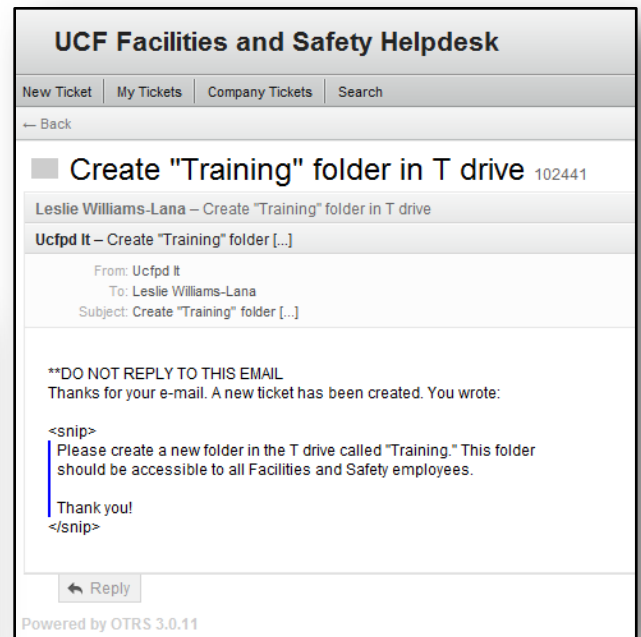 UCF Facilities and Safety Helpdesk
New Ticket My Tickets Company Tickets Search
← Back
Create "Training" folder in T drive 102441
Leslie Williams-Lana – Create "Training" folder in T drive
Ucfpd It – Create "Training" folder [...]
From: Ucfpd It
To: Leslie Williams-Lana
Subject: Create "Training" folder [...]
**DO NOT REPLY TO THIS EMAIL
Thanks for your e-mail. A new ticket has been created. You wrote:
<snip>
Please create a new folder in the T drive called "Training." This folder
should be accessible to all Facilities and Safety employees.
Thank you!
</snip>
Reply
Powered by OTRS 3.0.11